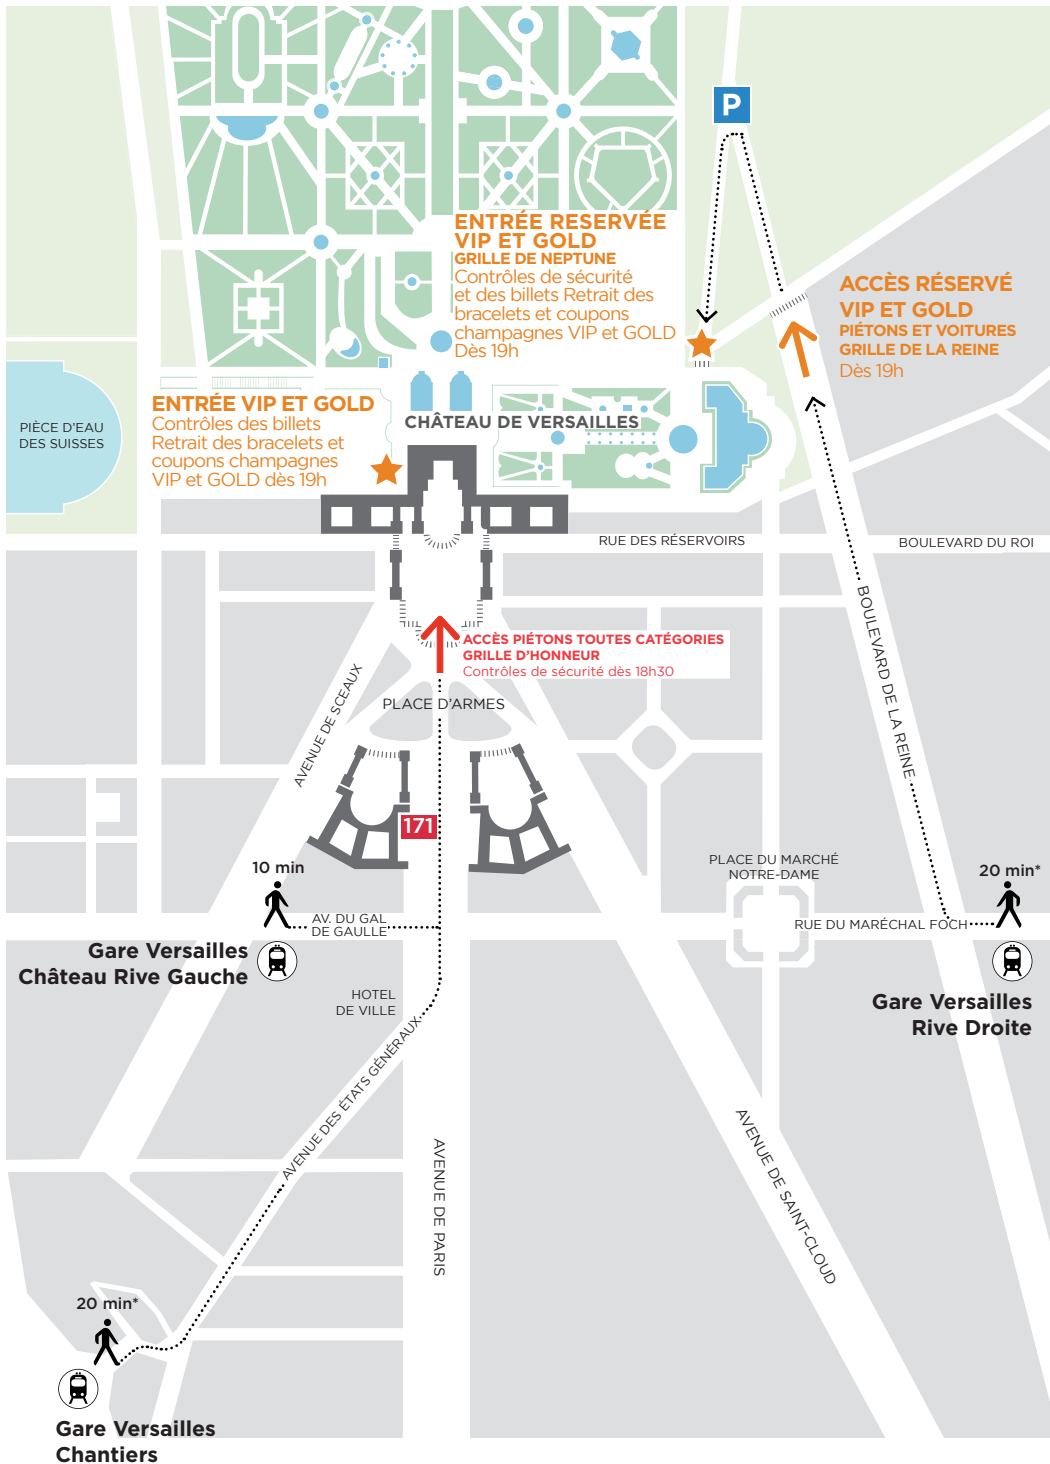 P
ENTRÉE RESERVÉE
VIP ET GOLD
GRILLE DE NEPTUNE
Contrôles de sécurité
et des billets Retrait des
bracelets et coupons
champagnes VIP et GOLD
Dès 19h
ACCÈS RÉSERVÉ
VIP ET GOLD
PIÉTONS ET VOITURES
GRILLE DE LA REINE
Dès 19h
ENTRÉE VIP ET GOLD
Contrôles des billets
Retrait des bracelets et
coupons champagnes
VIP et GOLD dès 19h
PIÈCE D'EAU
DES SUISSES
CHÂTEAU DE VERSAILLES
RUE DES RÉSERVOIRS
BOULEVARD DU ROI
BOULEVARD DE LA REINE
ACCÈS PIÉTONS TOUTES CATÉGORIES
GRILLE D'HONNEUR
Contrôles de sécurité dès 18h30
AVENUE DE SCEAUX
PLACE D'ARMES
171
10 min
PLACE DU MARCHÉ
NOTRE-DAME
20 min*
AV. DU GAL
DE GAULLE
RUE DU MARÉCHAL FOCH
Gare Versailles
Château Rive Gauche
HOTEL
DE VILLE
Gare Versailles
Rive Droite
AVENUE DES ÉTATS GÉNÉRAUX
AVENUE DE PARIS
AVENUE DE SAINT-CLOUD
20 min*
Gare Versailles
Chantiers